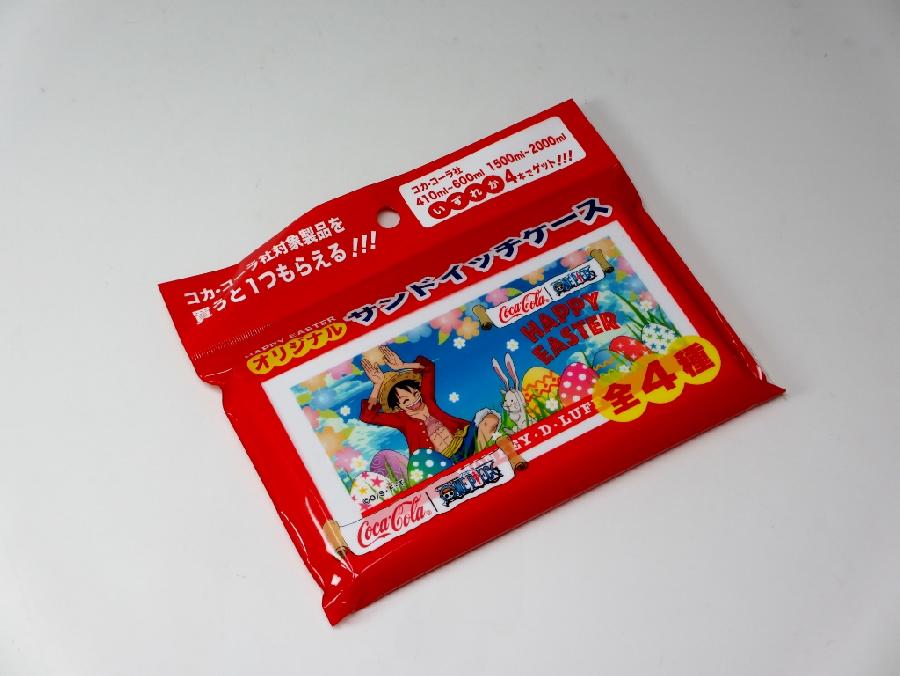 コカ・コーラ社対象製品を
買うと1つもらえる!!!
コカ・コーラ社
410ml~600ml 1500ml~2000ml
いずれか4本でゲット!!!
HAPPY EASTER
オリジナル サンドイッチケース
Coca-Cola ONE PIECE
HAPPY
EASTER
全4種
EY・D・LUF
Coca-Cola ONE PIECE